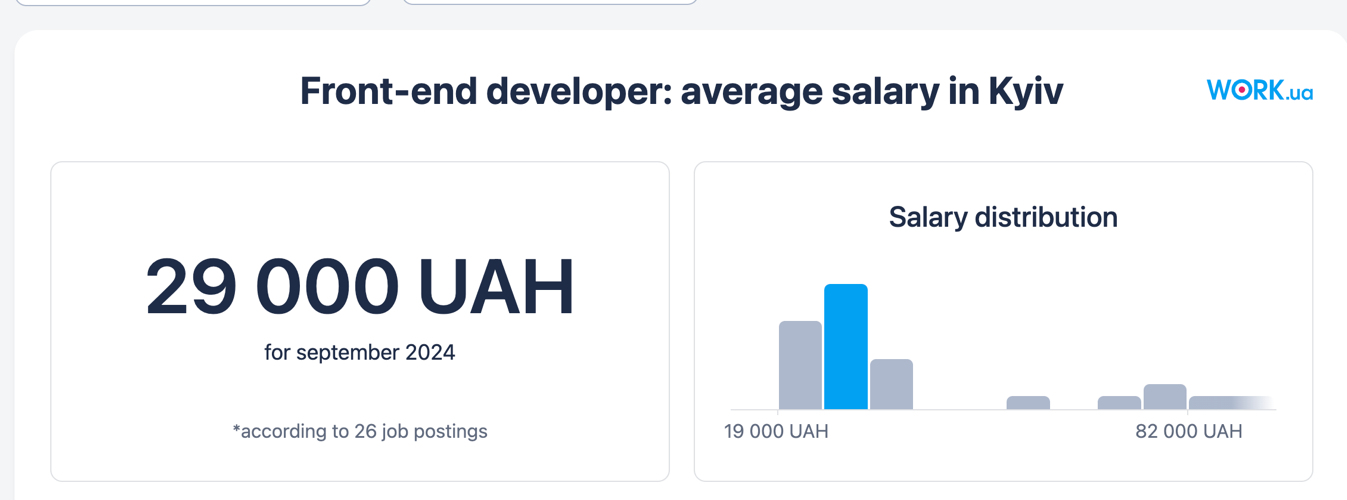 Front-end developer: average salary in Kyiv
WORK.ua
29 000 UAH
for september 2024
*according to 26 job postings
Salary distribution
19 000 UAH
82 000 UAH